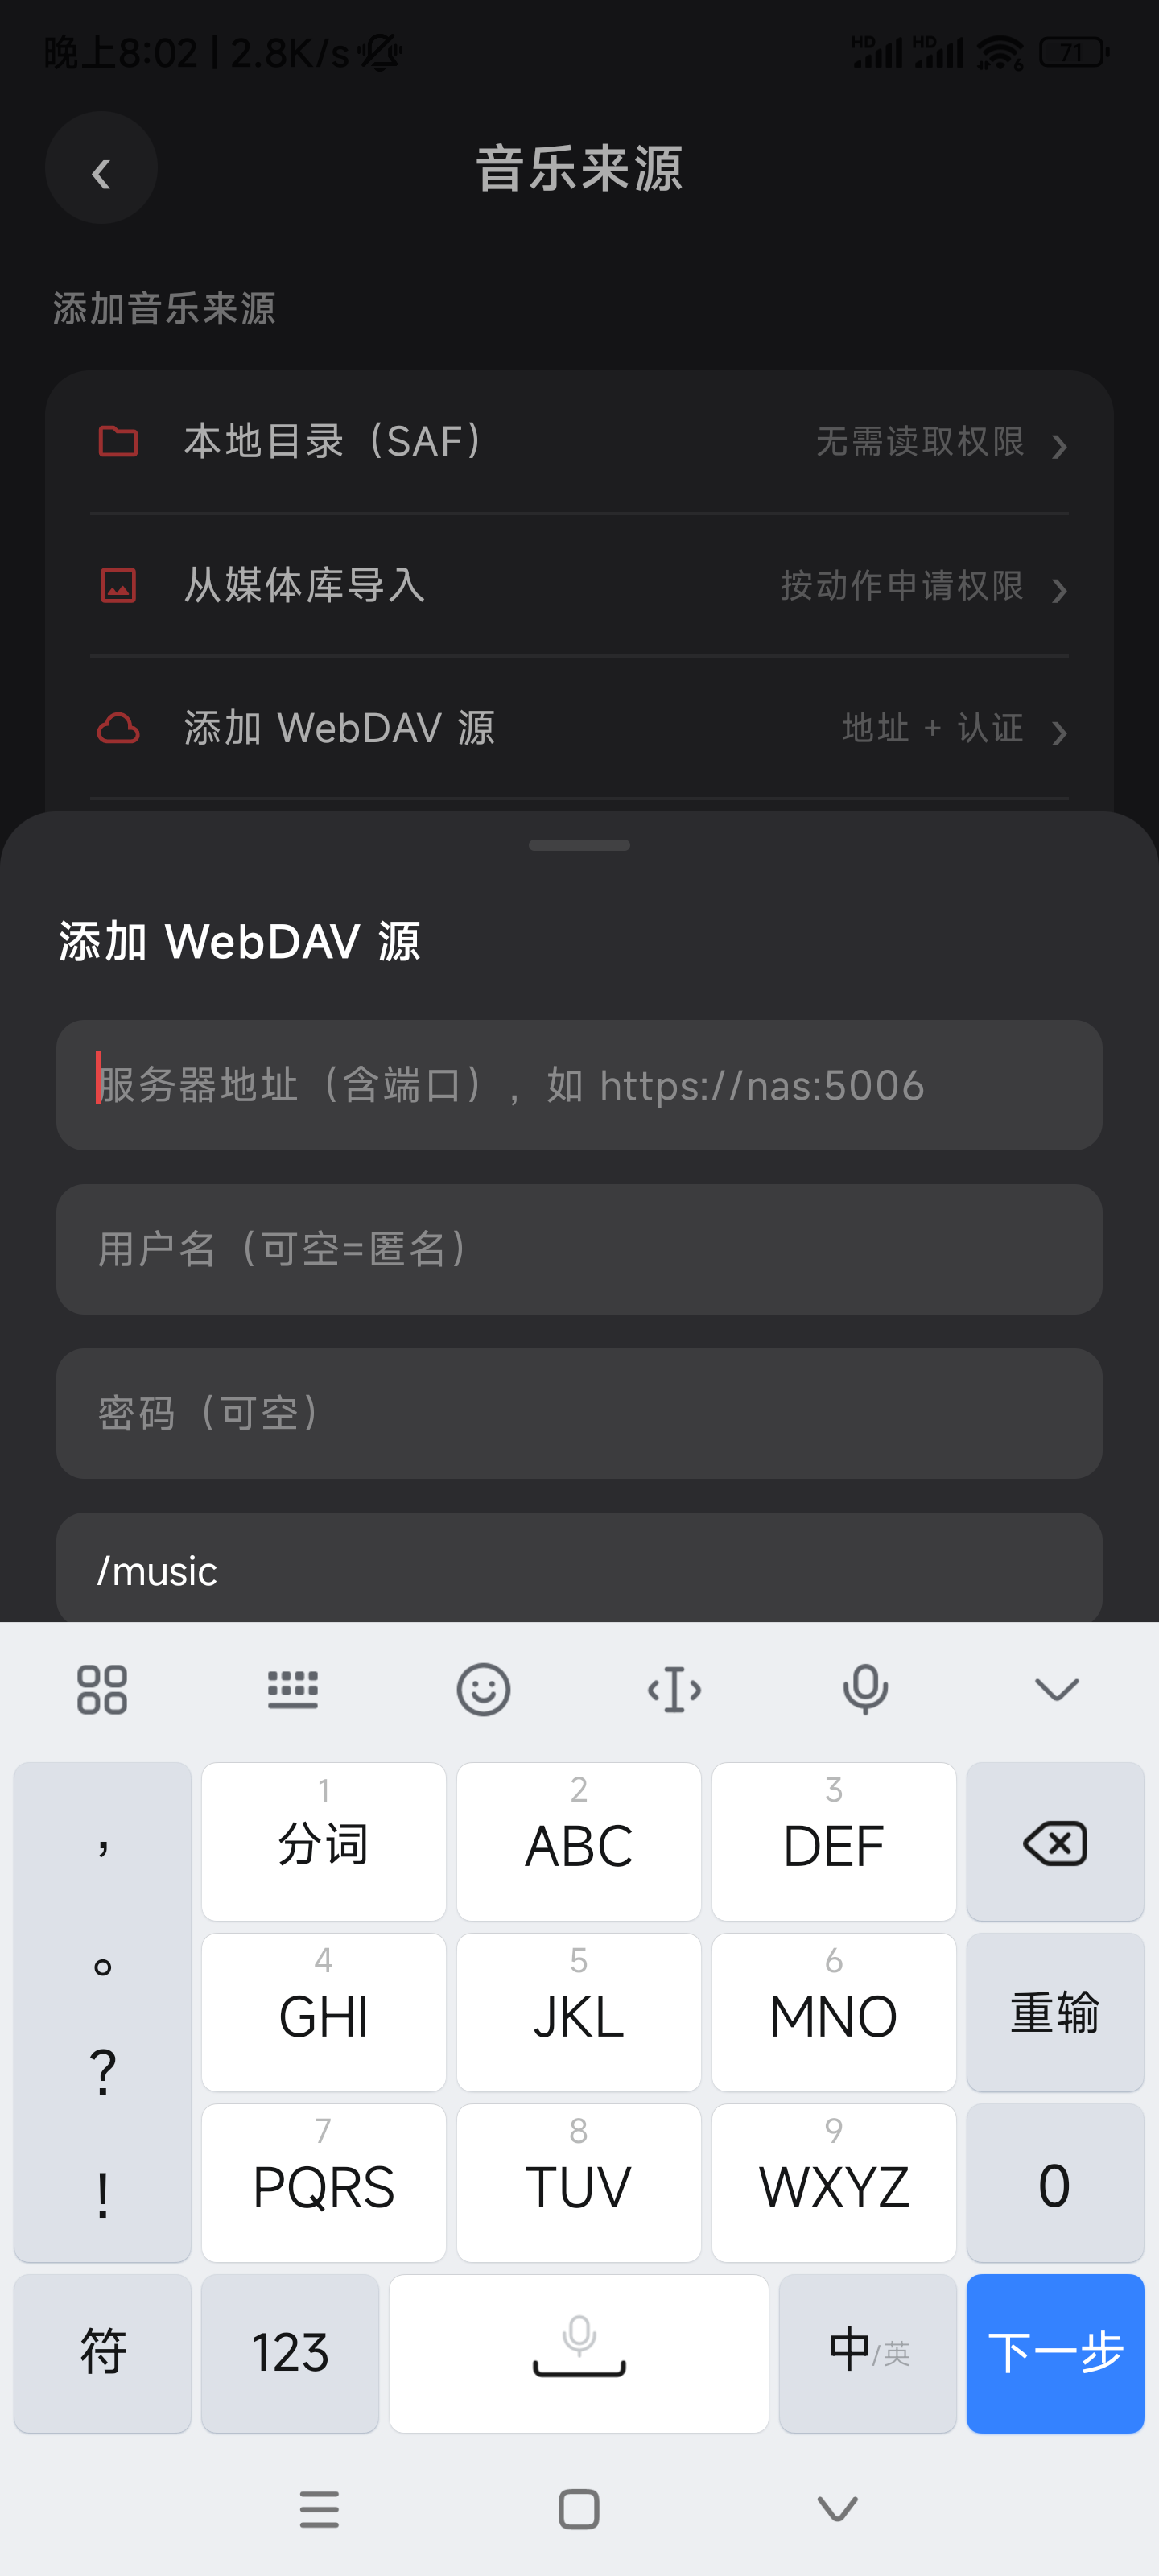 晚上8:02 | 2.8K/s
HD HD 6 71
音乐来源
添加音乐来源
本地目录（SAF） 无需读取权限
从媒体库导入 按动作申请权限
添加 WebDAV 源 地址 + 认证
添加 WebDAV 源
服务器地址（含端口），如 https://nas:5006
用户名（可空=匿名）
密码（可空）
/music
， 1 分词 2 ABC 3 DEF
。 4 GHI 5 JKL 6 MNO 重输
？ 7 PQRS 8 TUV 9 WXYZ 0
！
符 123 中/英 下一步